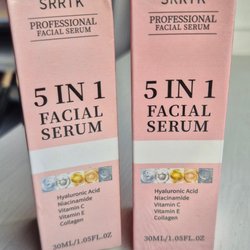 SRRTK
PROFESSIONAL
FACIAL SERUM
5 IN 1
FACIAL
SERUM
Hyaluronic Acid
Niacinamide
Vitamin C
Vitamin E
Collagen
30ML/1.05FL.OZ
SRRTK
PROFESSIONAL
FACIAL SERUM
5 IN 1
FACIAL
SERUM
Hyaluronic Acid
Niacinamide
Vitamin C
Vitamin E
Collagen
30ML/1.05FL.OZ